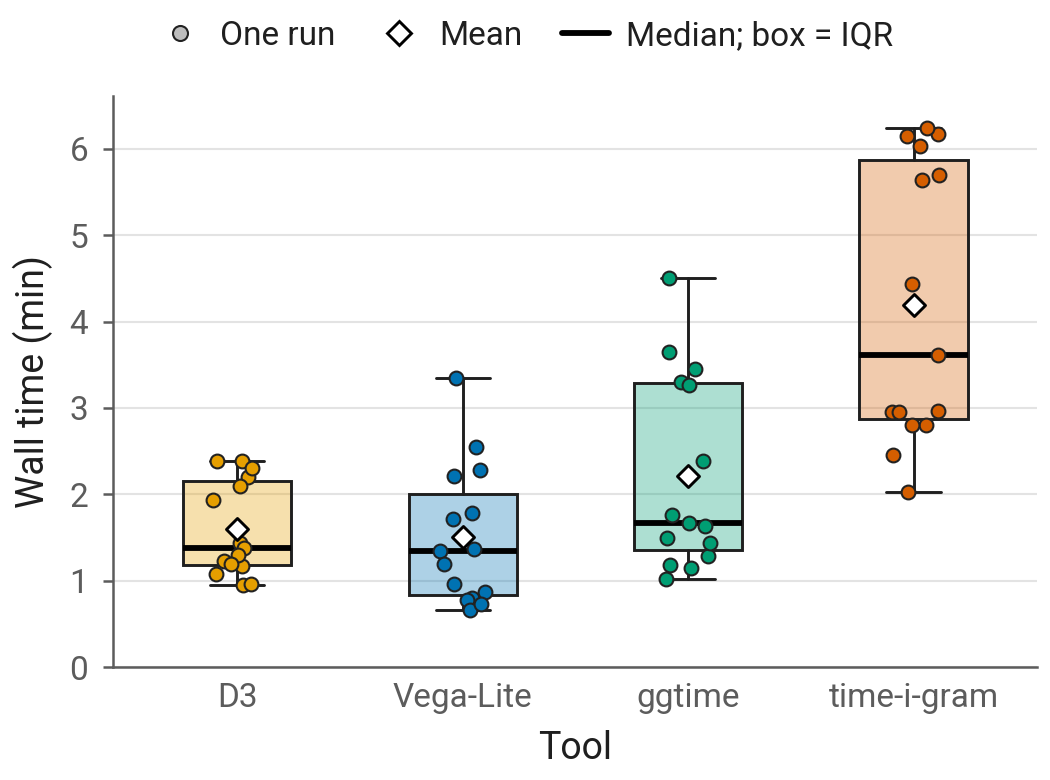 One run Mean Median; box = IQR
Wall time (min)
6
5
4
3
2
1
0
D3 Vega-Lite ggtime time-i-gram
Tool